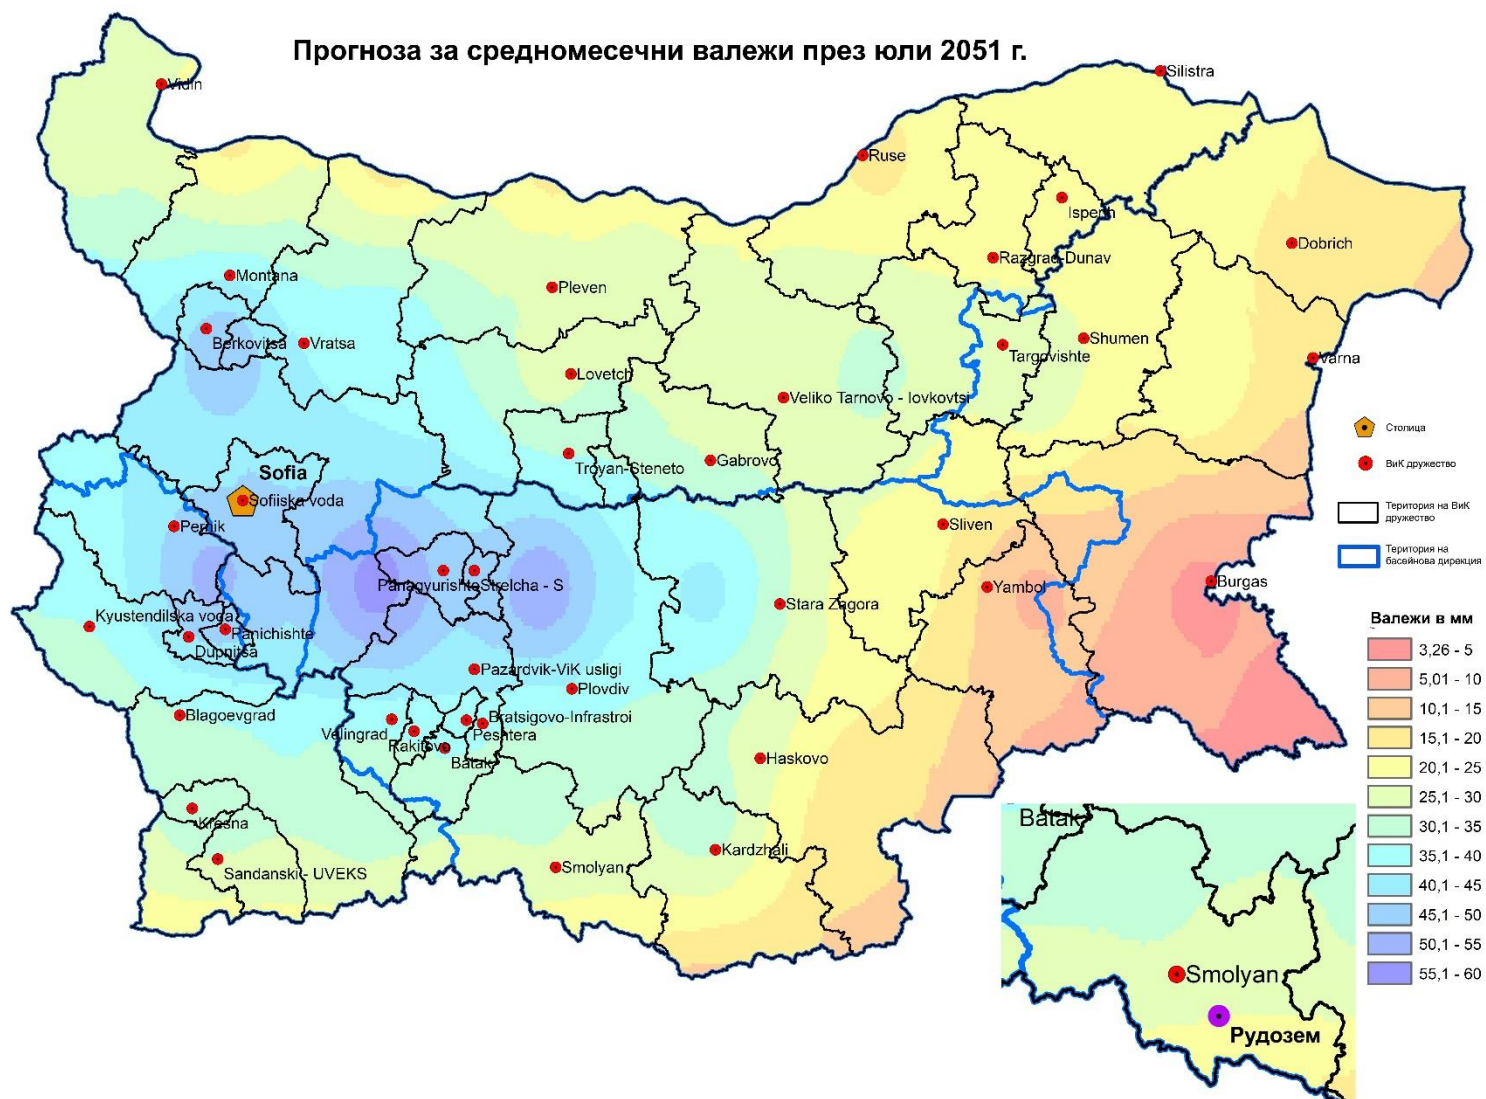 Прогноза за средномесечни валежи през юли 2051 г.
Vidin
Silistra
Ruse
Isperih
Dobrich
Razgrad-Dunav
Montana
Pleven
Berkovitsa
Vratsa
Targovishte
Shumen
Varna
Lovetch
Veliko Tarnovo - Iovkovtsi
Troyan-Steneto
Gabrovo
Sofia
Sofiiska voda
Pernik
Sliven
Panagyurishte
Strelcha - S
Yambol
Burgas
Stara Zagora
Kyustendilska voda
Panichishte
Dupnitsa
Pazardvik-ViK usligi
Plovdiv
Blagoevgrad
Velingrad
Rakitovo
Bratsigovo-Infrastroi
Peshtera
Batak
Haskovo
Kresna
Kardzhali
Sandanski - UVEKS
Smolyan
Столица
ВиК дружество
Територия на ВиК
дружество
Територия на
басейнова дирекция
Валежи в мм
3,26 - 5
5,01 - 10
10,1 - 15
15,1 - 20
20,1 - 25
25,1 - 30
30,1 - 35
35,1 - 40
40,1 - 45
45,1 - 50
50,1 - 55
55,1 - 60
Batak
Smolyan
Рудозем